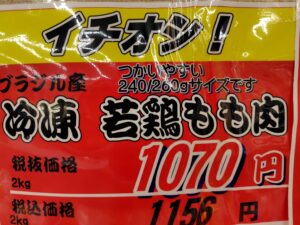 イチオシ!
ブラジル産
つかいやすい
240/260gサイズです
冷凍 若鶏もも肉
税抜価格
2kg
1070円
税込価格
2kg
1156円